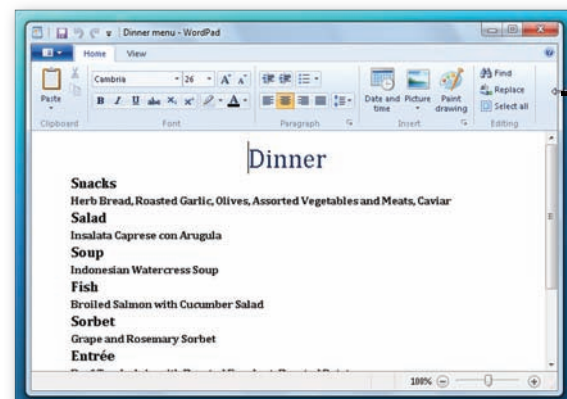 Dinner menu - WordPad
Home View
Cambria 26 A A
Paste
B I U abc X₂ X² A
Date and time
Picture
Paint drawing
Find
Replace
Select all
Clipboard Font Paragraph Insert Editing
Dinner
Snacks
Herb Bread, Roasted Garlic, Olives, Assorted Vegetables and Meats, Caviar
Salad
Insalata Caprese con Arugula
Soup
Indonesian Watercress Soup
Fish
Broiled Salmon with Cucumber Salad
Sorbet
Grape and Rosemary Sorbet
Entrée
100%